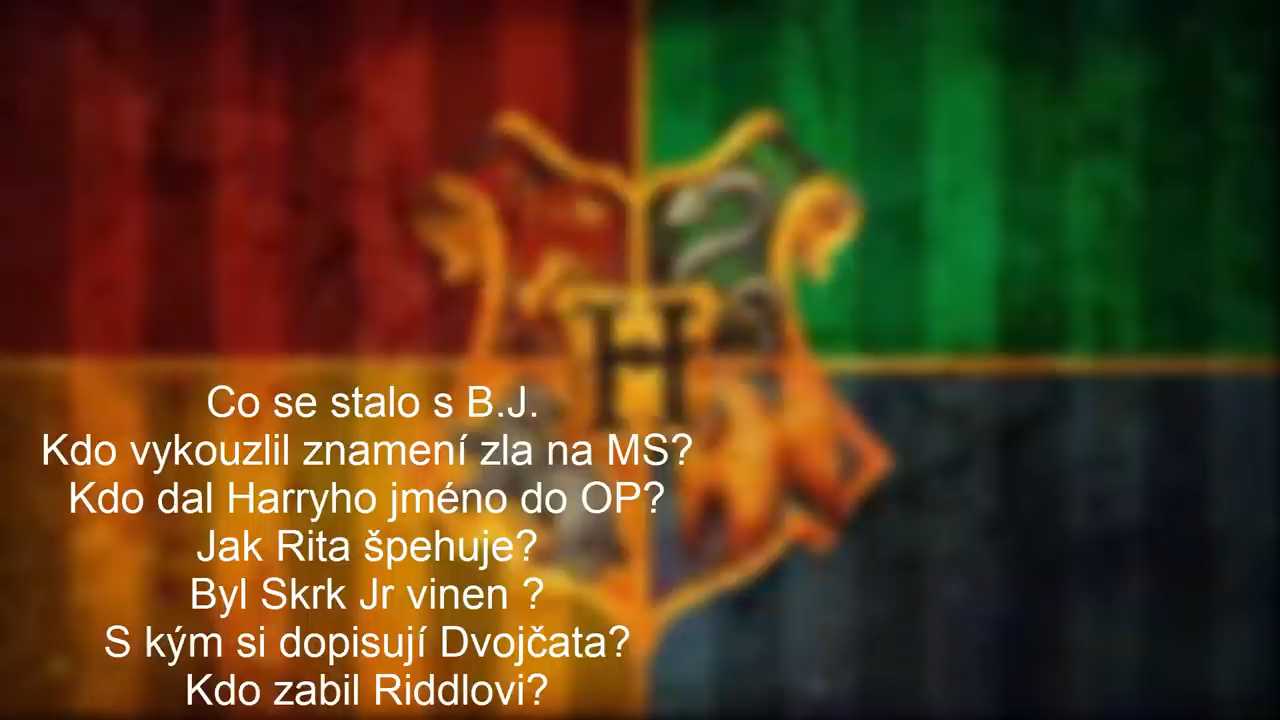 H
Co se stalo s B.J.
Kdo vykouzlil znamení zla na MS?
Kdo dal Harryho jméno do OP?
Jak Rita špehuje?
Byl Skrk Jr vinen ?
S kým si dopisují Dvojčata?
Kdo zabil Riddlovi?